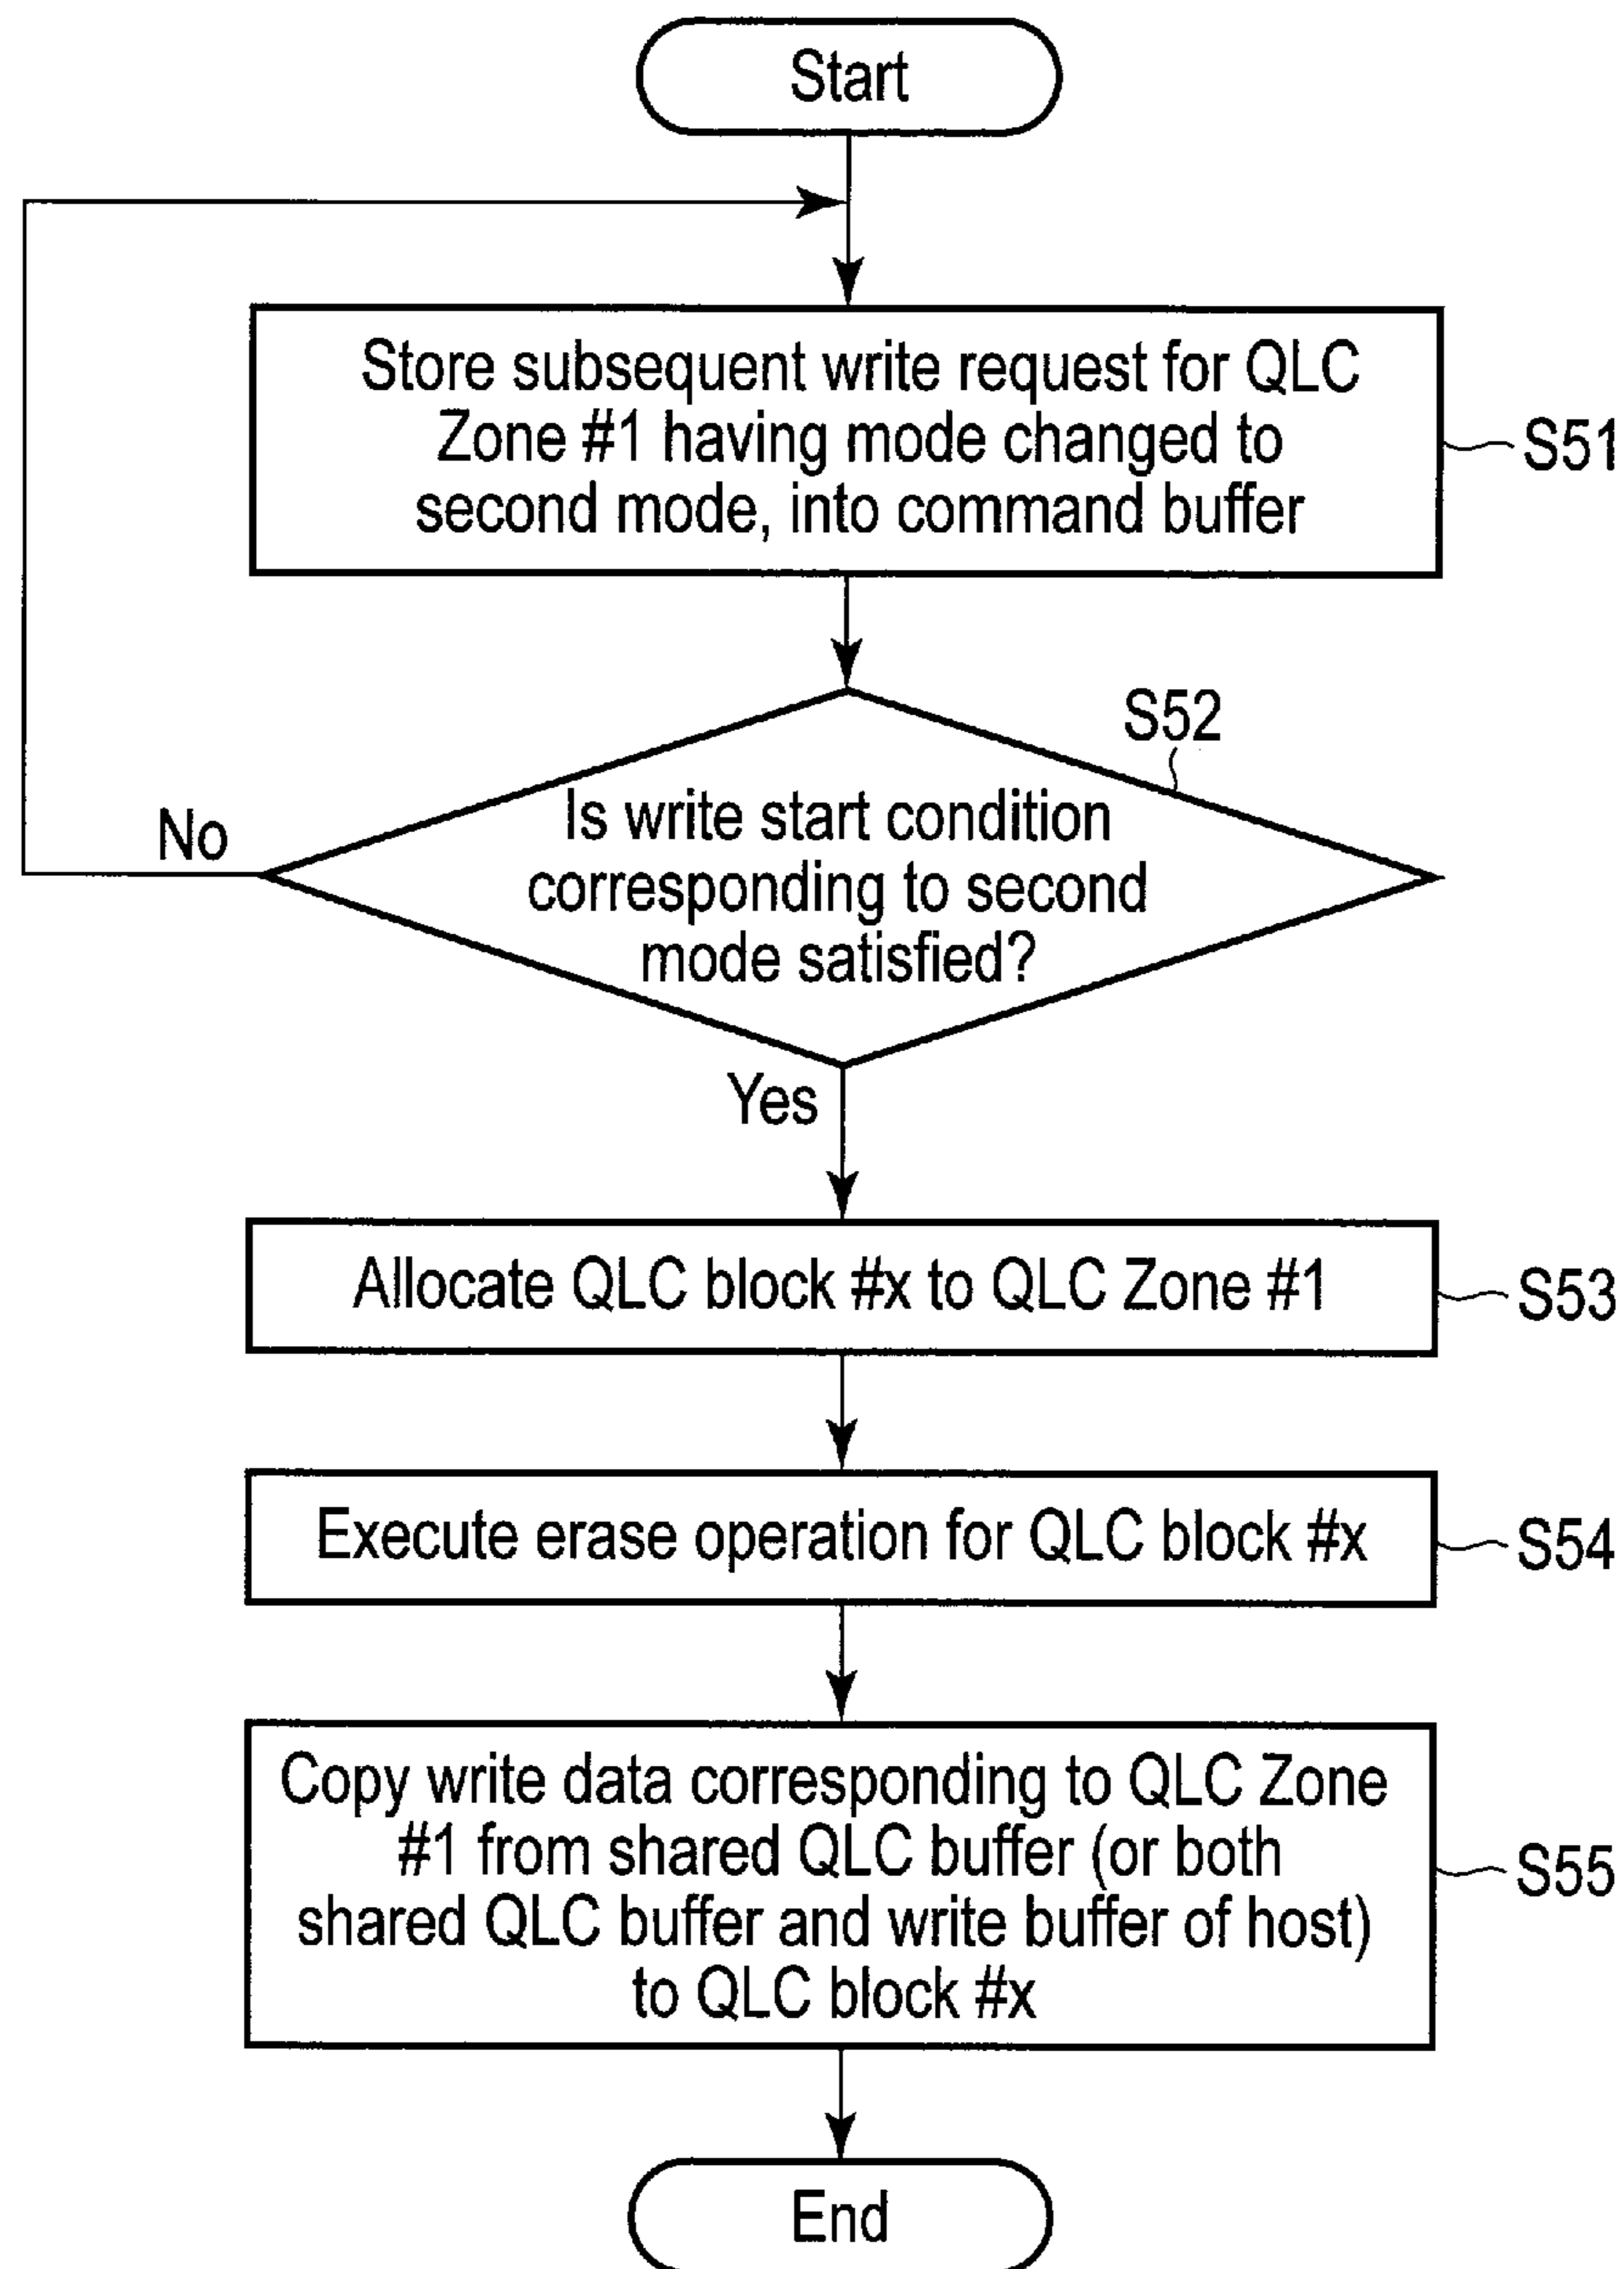 Start
Store subsequent write request for QLC
Zone #1 having mode changed to
second mode, into command buffer
S51
S52
Is write start condition
corresponding to second
mode satisfied?
No
Yes
Allocate QLC block #x to QLC Zone #1
S53
Execute erase operation for QLC block #x
S54
Copy write data corresponding to QLC Zone
#1 from shared QLC buffer (or both
shared QLC buffer and write buffer of host)
to QLC block #x
S55
End